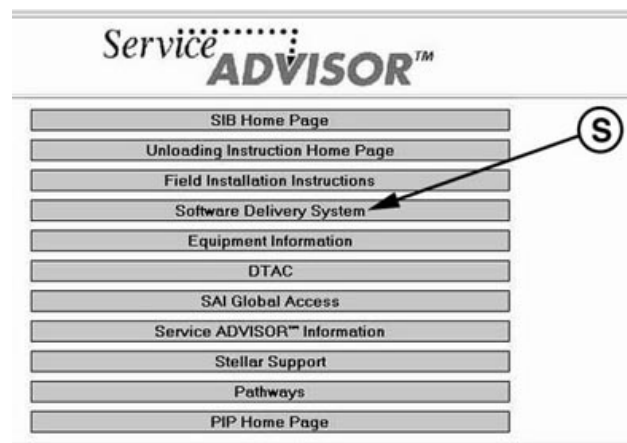 Service
ADVISOR™
SIB Home Page
S
Unloading Instruction Home Page
Field Installation Instructions
Software Delivery System
Equipment Information
DTAC
SAI Global Access
Service ADVISOR™ Information
Stellar Support
Pathways
PIP Home Page